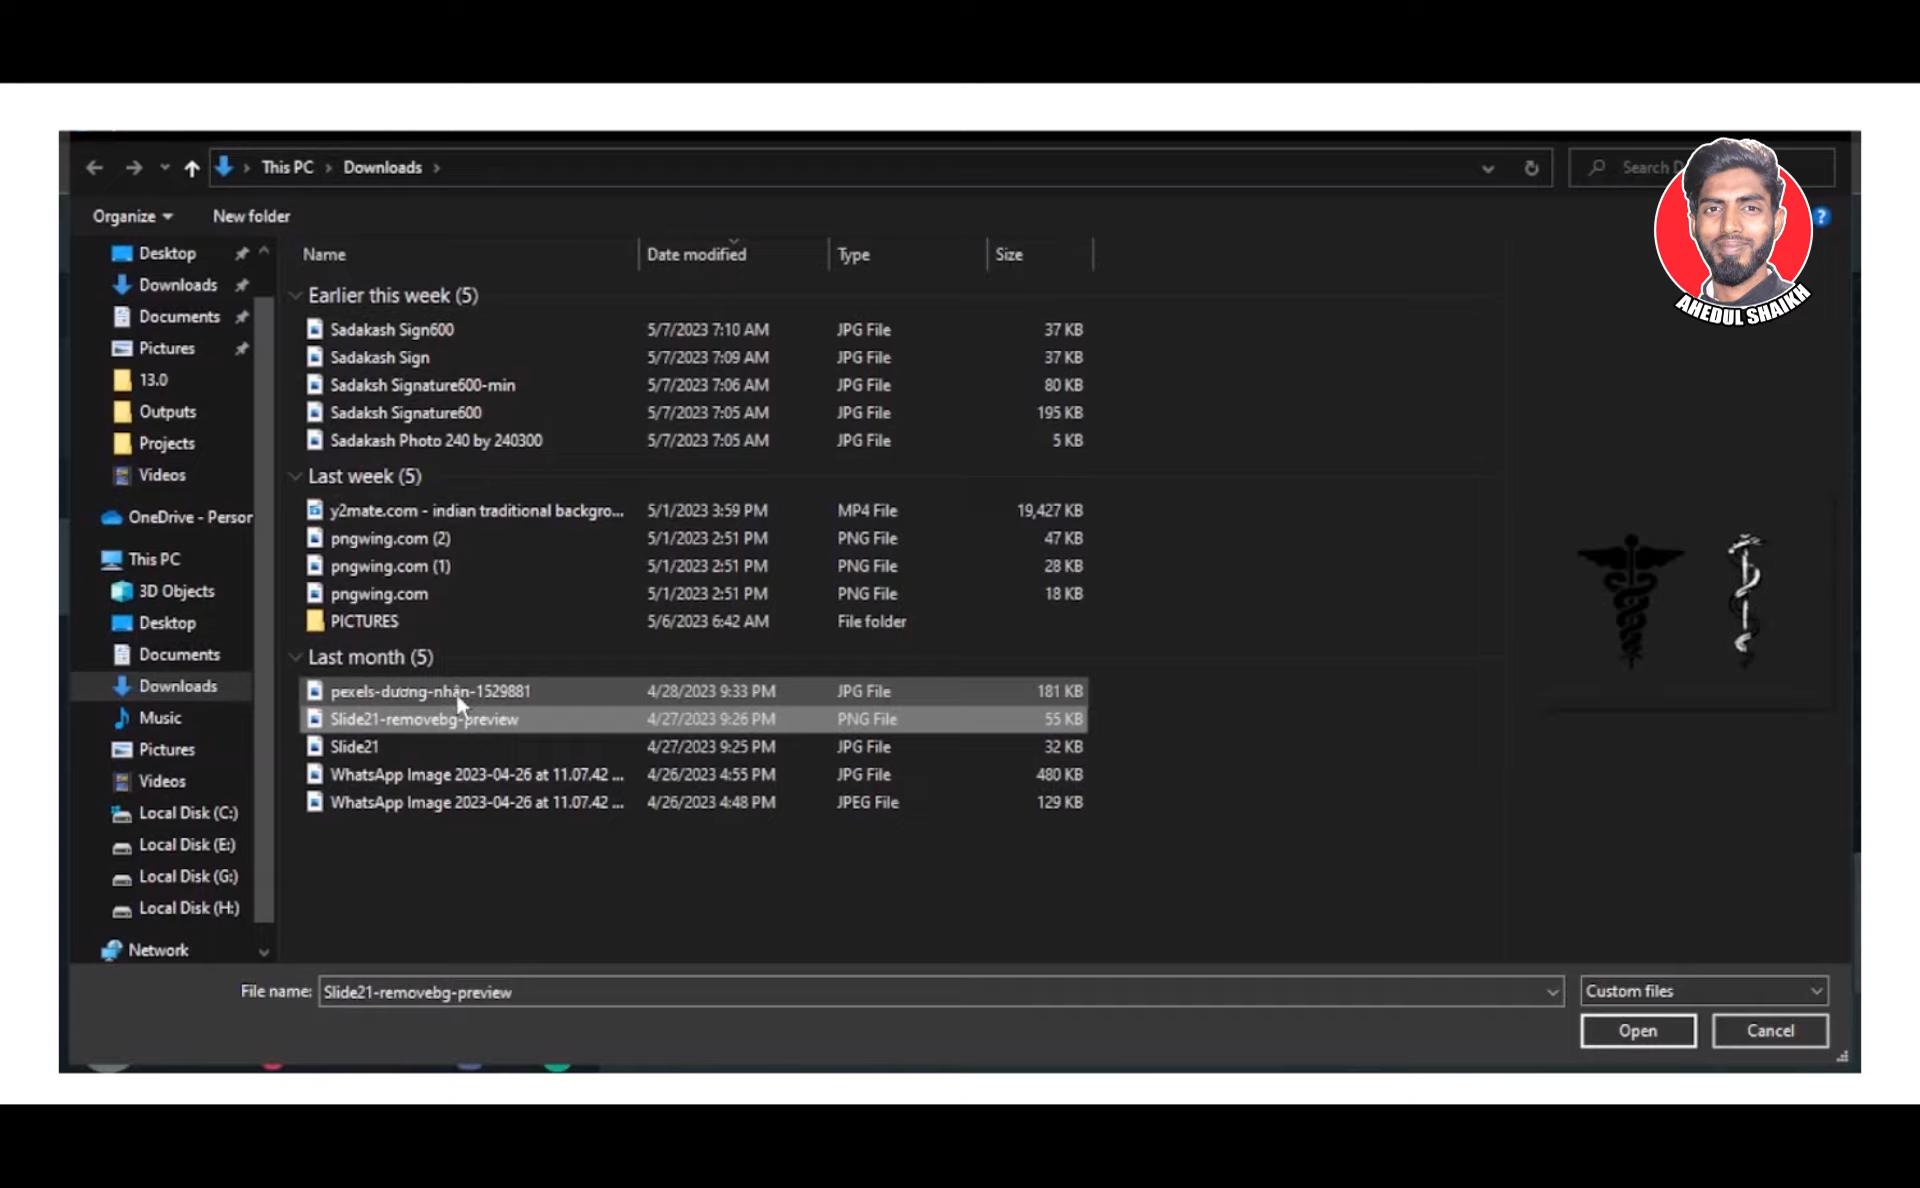 This PC > Downloads >
Search D
Organize
New folder
?
Name
Date modified
Type
Size
Desktop
Downloads
Documents
Pictures
13.0
Outputs
Projects
Videos
OneDrive - Person
This PC
3D Objects
Desktop
Documents
Downloads
Music
Pictures
Videos
Local Disk (C:)
Local Disk (E:)
Local Disk (G:)
Local Disk (H:)
Network
Earlier this week (5)
Sadakash Sign600 5/7/2023 7:10 AM JPG File 37 KB
Sadakash Sign 5/7/2023 7:09 AM JPG File 37 KB
Sadaksh Signature600-min 5/7/2023 7:06 AM JPG File 80 KB
Sadaksh Signature600 5/7/2023 7:05 AM JPG File 195 KB
Sadakash Photo 240 by 240300 5/7/2023 7:05 AM JPG File 5 KB
Last week (5)
y2mate.com - indian traditional backgro... 5/1/2023 3:59 PM MP4 File 19,427 KB
pngwing.com (2) 5/1/2023 2:51 PM PNG File 47 KB
pngwing.com (1) 5/1/2023 2:51 PM PNG File 28 KB
pngwing.com 5/1/2023 2:51 PM PNG File 18 KB
PICTURES 5/6/2023 6:42 AM File folder
Last month (5)
pexels-dương-nhân-1529881 4/28/2023 9:33 PM JPG File 181 KB
Slide21-removebg-preview 4/27/2023 9:26 PM PNG File 55 KB
Slide21 4/27/2023 9:25 PM JPG File 32 KB
WhatsApp Image 2023-04-26 at 11.07.42 ... 4/26/2023 4:55 PM JPG File 480 KB
WhatsApp Image 2023-04-26 at 11.07.42 ... 4/26/2023 4:48 PM JPEG File 129 KB
AHEDUL SHAIKH
File name: Slide21-removebg-preview
Custom files
Open
Cancel